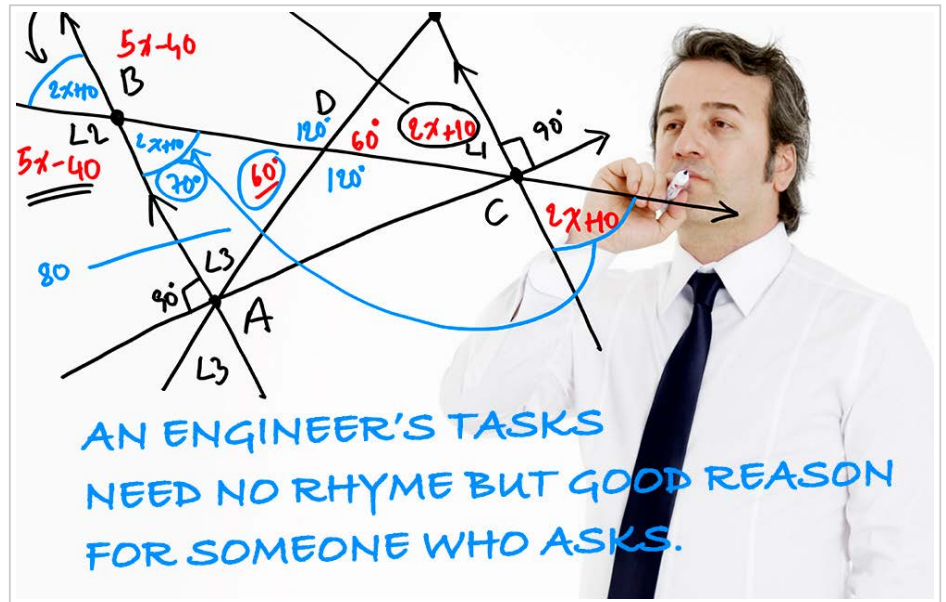 5x-40
B
2x+10
D
120°
60°
2x+10
L1
90°
L2
2x+10
5x-40
70°
60°
120°
C
2x+10
80
L3
90°
A
L3
AN ENGINEER'S TASKS
NEED NO RHYME BUT GOOD REASON
FOR SOMEONE WHO ASKS.